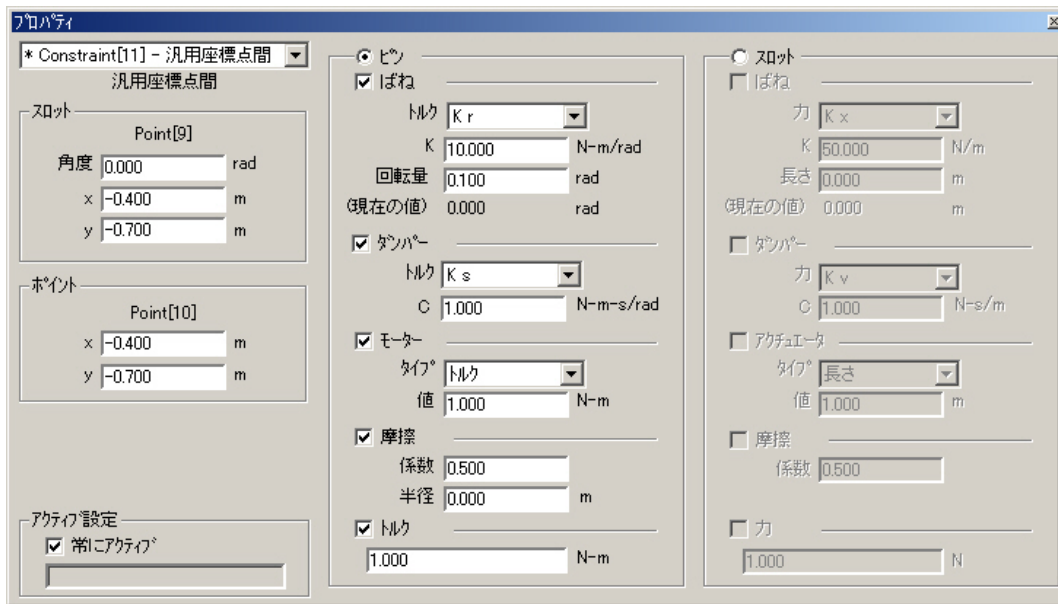 プロパティ
* Constraint[11] - 汎用座標点間
汎用座標点間
スロット
Point[9]
角度 0.000 rad
x -0.400 m
y -0.700 m
ポイント
Point[10]
x -0.400 m
y -0.700 m
アクティブ設定
常にアクティブ
ピン
ばね
トルク K r
K 10.000 N-m/rad
回転量 0.100 rad
(現在の値) 0.000 rad
ダンパー
トルク K s
C 1.000 N-m-s/rad
モーター
タイプ トルク
値 1.000 N-m
摩擦
係数 0.500
半径 0.000 m
トルク
1.000 N-m
スロット
ばね
力 K x
K 50.000 N/m
長さ 0.000 m
(現在の値) 0.000 m
ダンパー
力 K v
C 1.000 N-s/m
アクチュエータ
タイプ 長さ
値 1.000 m
摩擦
係数 0.500
力
1.000 N